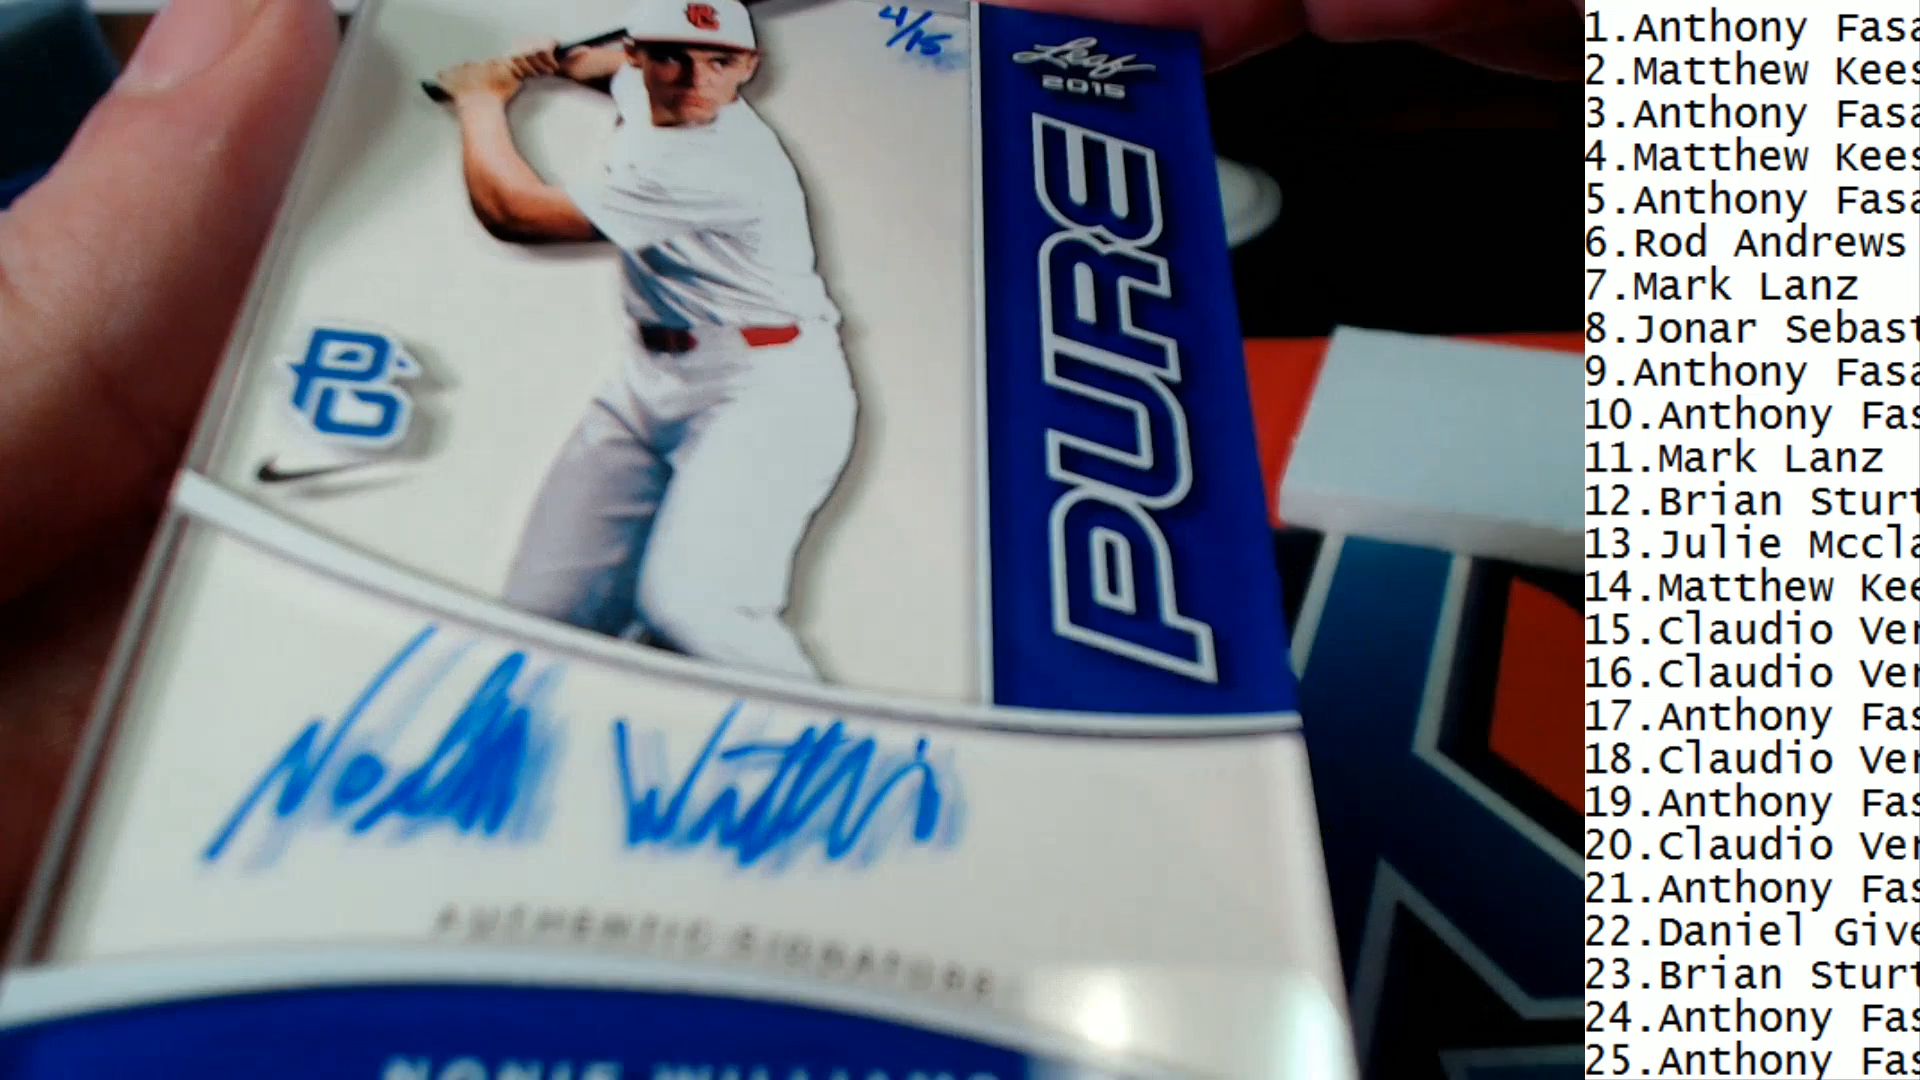 4/15
Leaf
2015
PURE
AUTHENTIC SIGNATURE
NONIE WILLIAMS
1.Anthony Fasa
2.Matthew Kees
3.Anthony Fasa
4.Matthew Kees
5.Anthony Fasa
6.Rod Andrews
7.Mark Lanz
8.Jonar Sebast
9.Anthony Fasa
10.Anthony Fas
11.Mark Lanz
12.Brian Sturt
13.Julie Mccla
14.Matthew Kee
15.Claudio Ver
16.Claudio Ver
17.Anthony Fas
18.Claudio Ver
19.Anthony Fas
20.Claudio Ver
21.Anthony Fas
22.Daniel Give
23.Brian Sturt
24.Anthony Fas
25.Anthony Fas